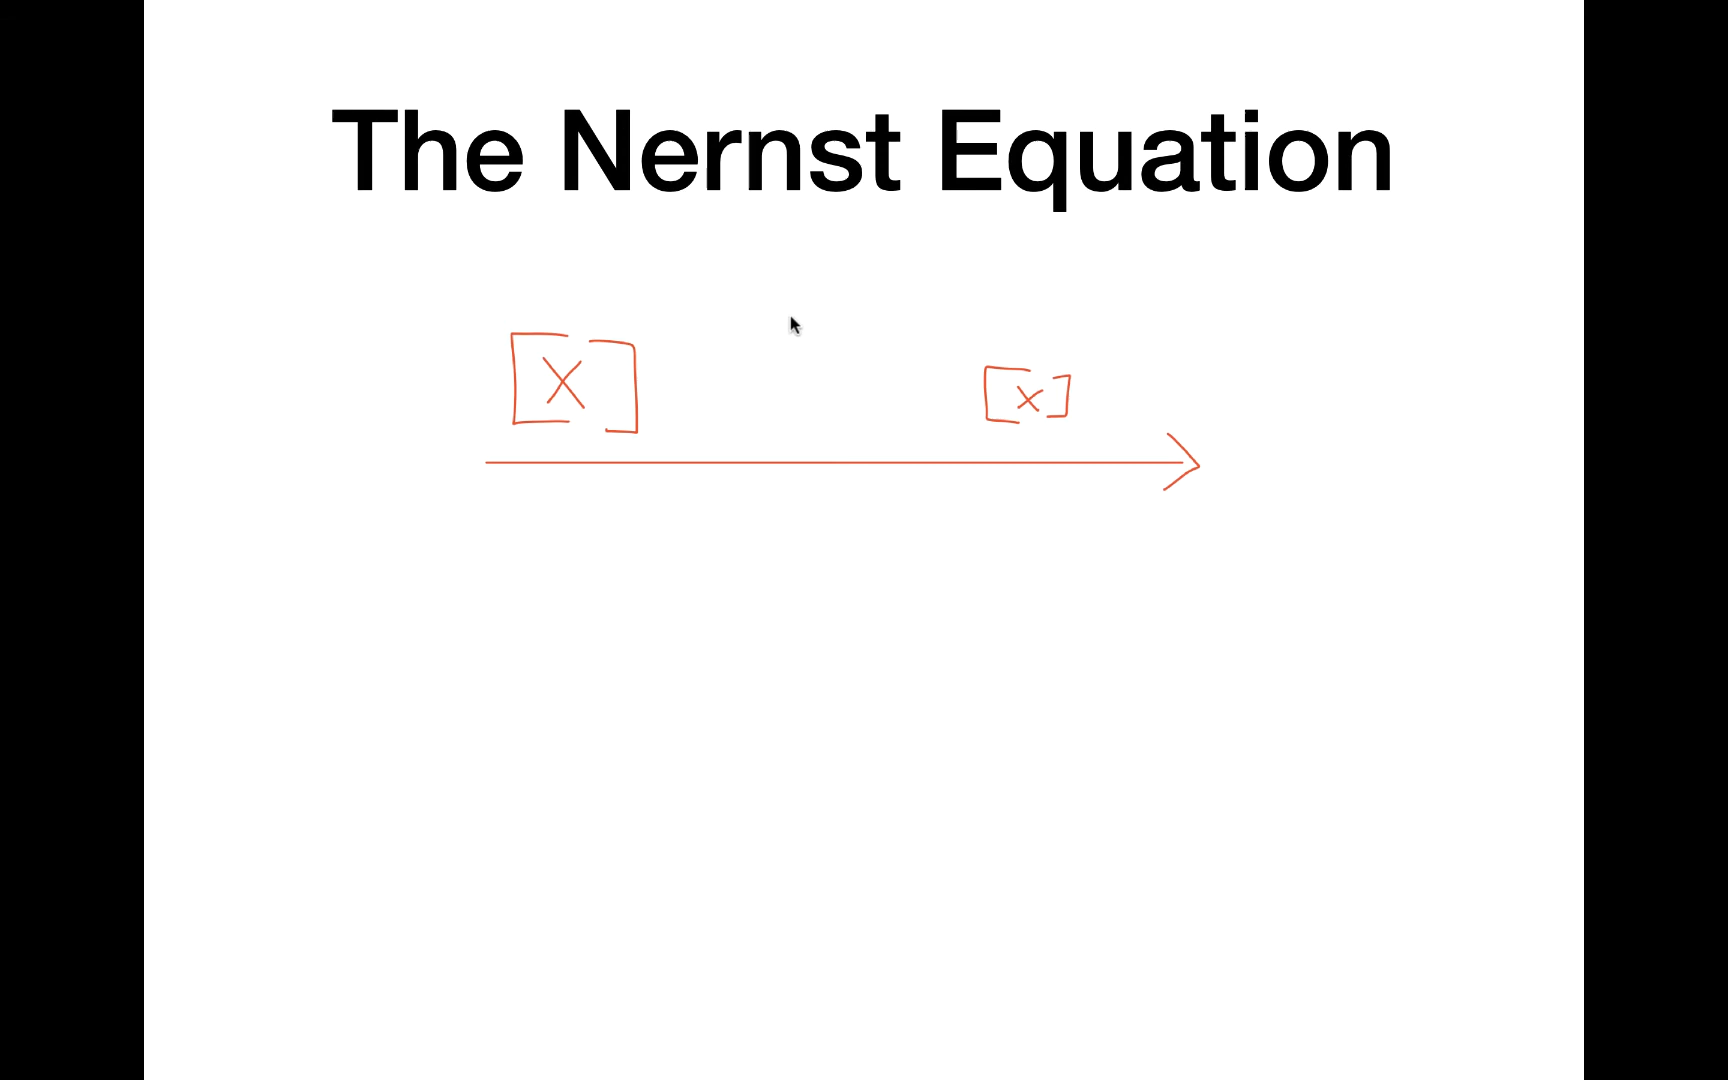 The Nernst Equation
[X] [x]